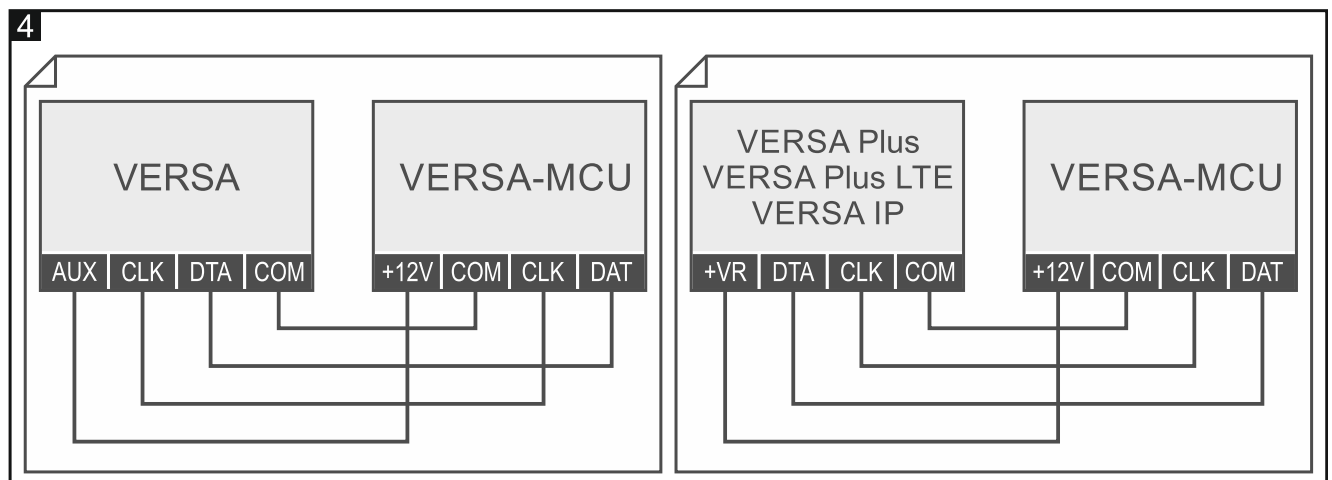 4
VERSA
VERSA-MCU
AUX CLK DTA COM
+12V COM CLK DAT
VERSA Plus
VERSA Plus LTE
VERSA IP
VERSA-MCU
+VR DTA CLK COM
+12V COM CLK DAT